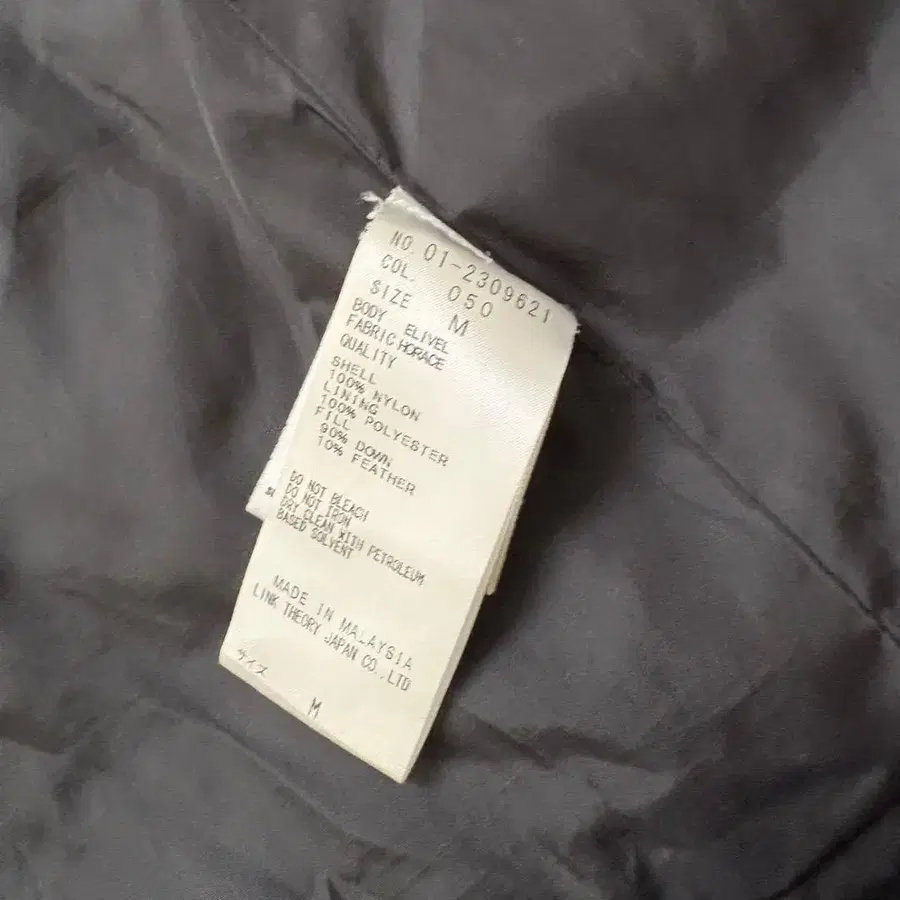 NO. 01-2309621
COL. 050
SIZE M
BODY ELIVEL
FABRIC HORACE
QUALITY
SHELL
100% NYLON
LINING
100% POLYESTER
FILL
90% DOWN
10% FEATHER
DO NOT BLEACH
DO NOT IRON
DRY CLEAN WITH PETROLEUM
BASED SOLVENT
MADE IN MALAYSIA
LINK THEORY JAPAN CO.,LTD
サイズ
M